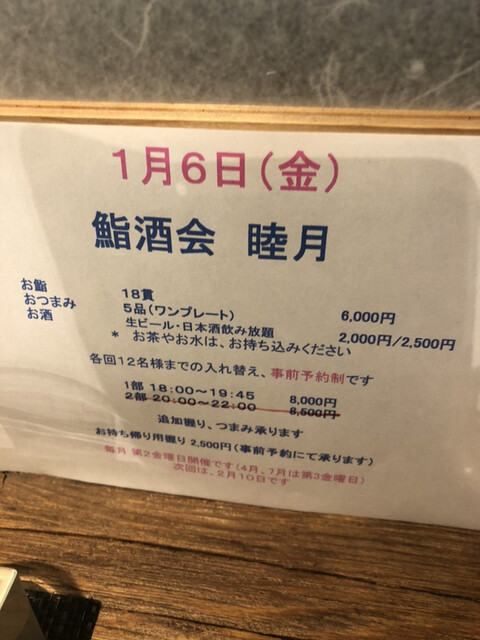 1月6日(金)
鮨酒会 睦月
お鮨 18貫
おつまみ 5品(ワンプレート) 6,000円
お酒 生ビール・日本酒飲み放題 2,000円/2,500円
* お茶やお水は、お持ち込みください
各回12名様までの入れ替え、事前予約制です
1部 18:00～19:45 8,000円
2部 20:00～22:00 8,500円
追加握り、つまみ承ります
お持ち帰り用握り 2,500円(事前予約にて承ります)
毎月 第2金曜日開催です(4月、7月は第3金曜日)
次回は、2月10日です